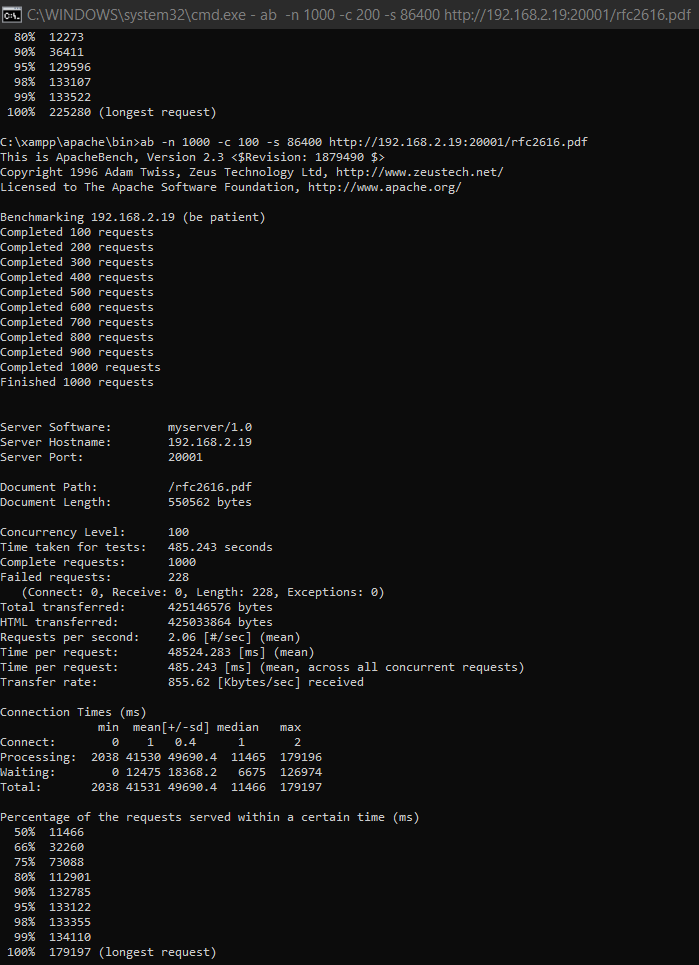 C:\WINDOWS\system32\cmd.exe - ab  -n 1000 -c 200 -s 86400 http://192.168.2.19:20001/rfc2616.pdf
  80%  12273
  90%  36411
  95%  129596
  98%  133107
  99%  133522
 100%  225280 (longest request)

C:\xampp\apache\bin>ab -n 1000 -c 100 -s 86400 http://192.168.2.19:20001/rfc2616.pdf
This is ApacheBench, Version 2.3 <$Revision: 1879490 $>
Copyright 1996 Adam Twiss, Zeus Technology Ltd, http://www.zeustech.net/
Licensed to The Apache Software Foundation, http://www.apache.org/

Benchmarking 192.168.2.19 (be patient)
Completed 100 requests
Completed 200 requests
Completed 300 requests
Completed 400 requests
Completed 500 requests
Completed 600 requests
Completed 700 requests
Completed 800 requests
Completed 900 requests
Completed 1000 requests
Finished 1000 requests


Server Software:        myserver/1.0
Server Hostname:        192.168.2.19
Server Port:            20001

Document Path:          /rfc2616.pdf
Document Length:        550562 bytes

Concurrency Level:      100
Time taken for tests:   485.243 seconds
Complete requests:      1000
Failed requests:        228
   (Connect: 0, Receive: 0, Length: 228, Exceptions: 0)
Total transferred:      425146576 bytes
HTML transferred:       425033864 bytes
Requests per second:    2.06 [#/sec] (mean)
Time per request:       48524.283 [ms] (mean)
Time per request:       485.243 [ms] (mean, across all concurrent requests)
Transfer rate:          855.62 [Kbytes/sec] received

Connection Times (ms)
              min  mean[+/-sd] median   max
Connect:        0    1   0.4      1       2
Processing:  2038 41530 49690.4  11465  179196
Waiting:        0 12475 18368.2   6675  126974
Total:       2038 41531 49690.4  11466  179197

Percentage of the requests served within a certain time (ms)
  50%  11466
  66%  32260
  75%  73088
  80%  112901
  90%  132785
  95%  133122
  98%  133355
  99%  134110
 100%  179197 (longest request)